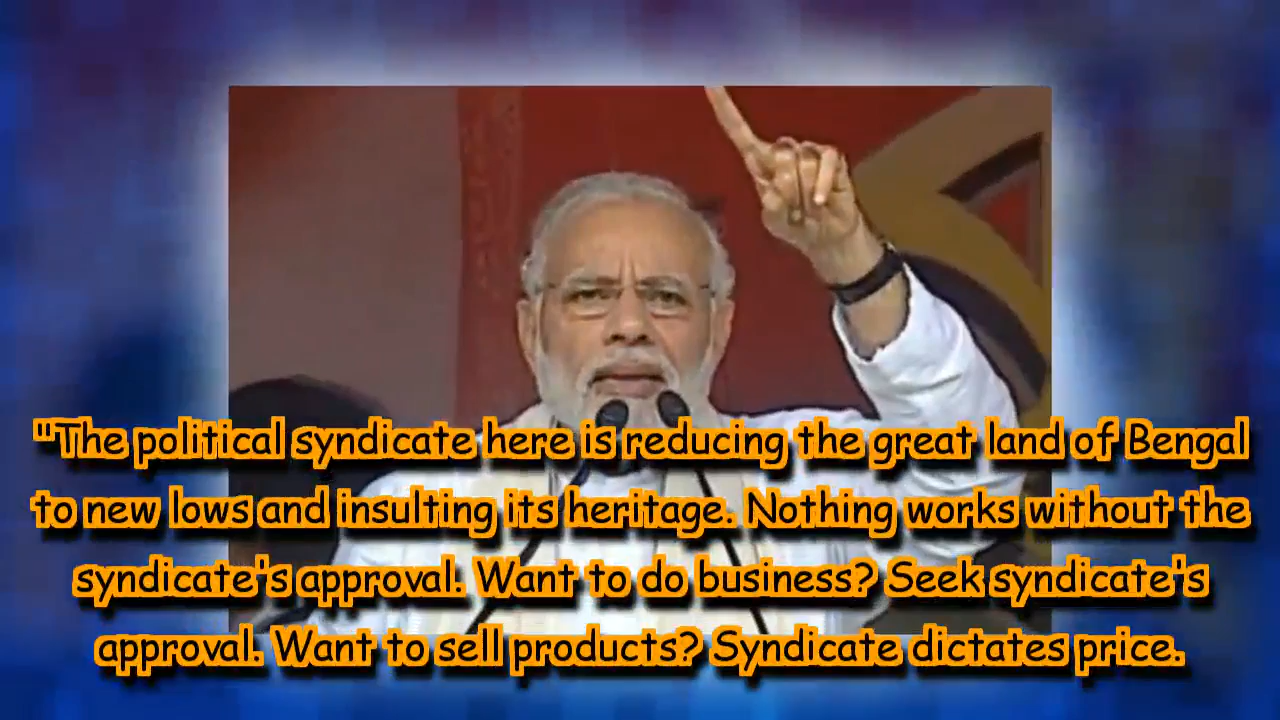 "The political syndicate here is reducing the great land of Bengal
to new lows and insulting its heritage. Nothing works without the
syndicate's approval. Want to do business? Seek syndicate's
approval. Want to sell products? Syndicate dictates price.